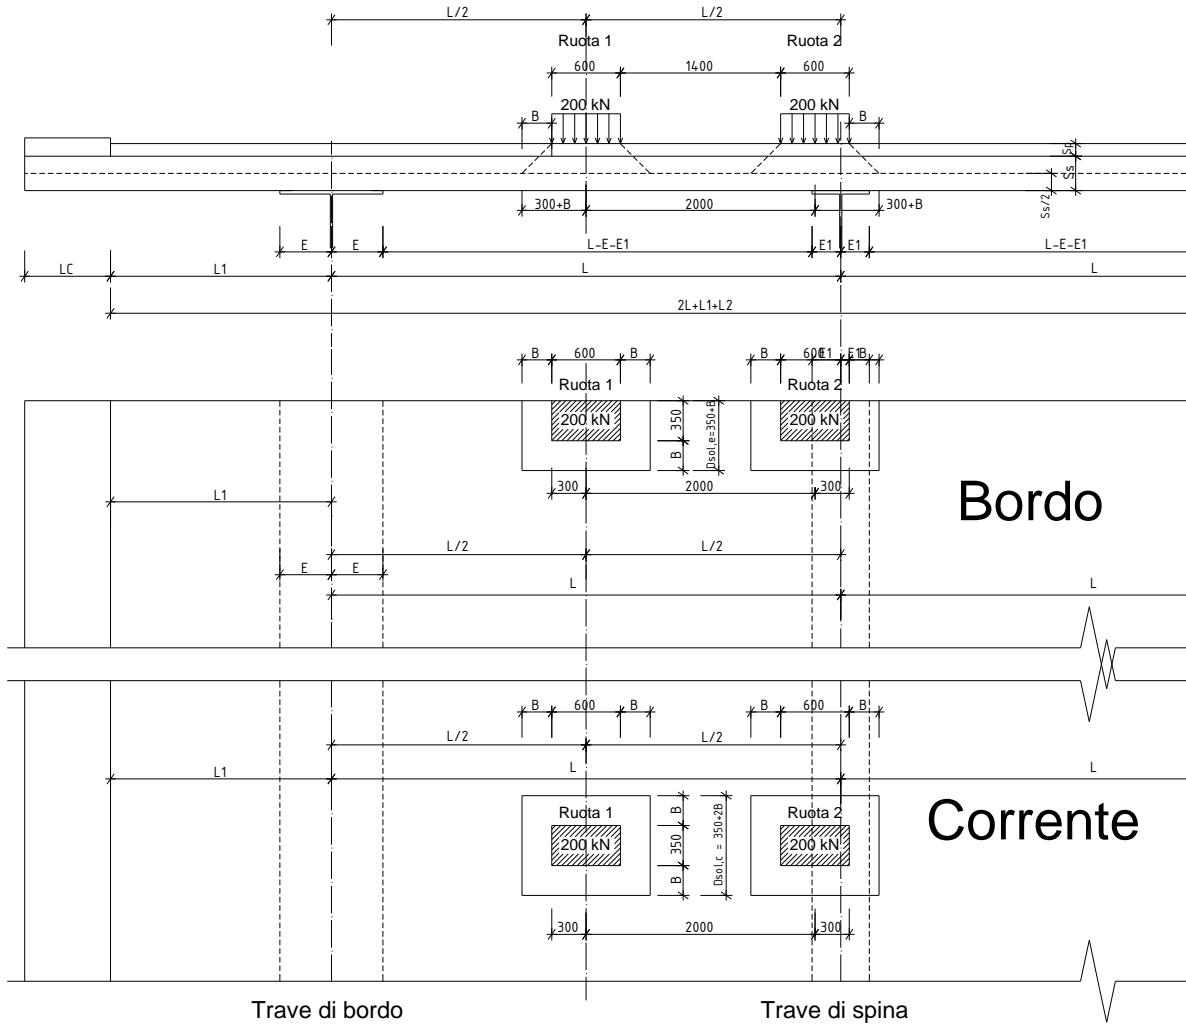 L/2 L/2
Ruota 1 Ruota 2
600 1400 600
B 200 kN 200 kN B
Sp
Ss
Ss/2
300+B 2000 300+B
E E L-E-E1 E1 E1 L-E-E1
LC L1 L L
2L+L1+L2
B 600 B B 600 E1 E1 B
Ruota 1 Ruota 2
200 kN 350 200 kN
B Dsol,e=350+B
300 2000 300
L1
Bordo
L/2 L/2
E E
L L
B 600 B B 600 B
L/2 L/2
L1 L L
Ruota 1 B Ruota 2
200 kN 350 200 kN
B Dsol,c = 350+2B
Corrente
300 2000 300
Trave di bordo Trave di spina